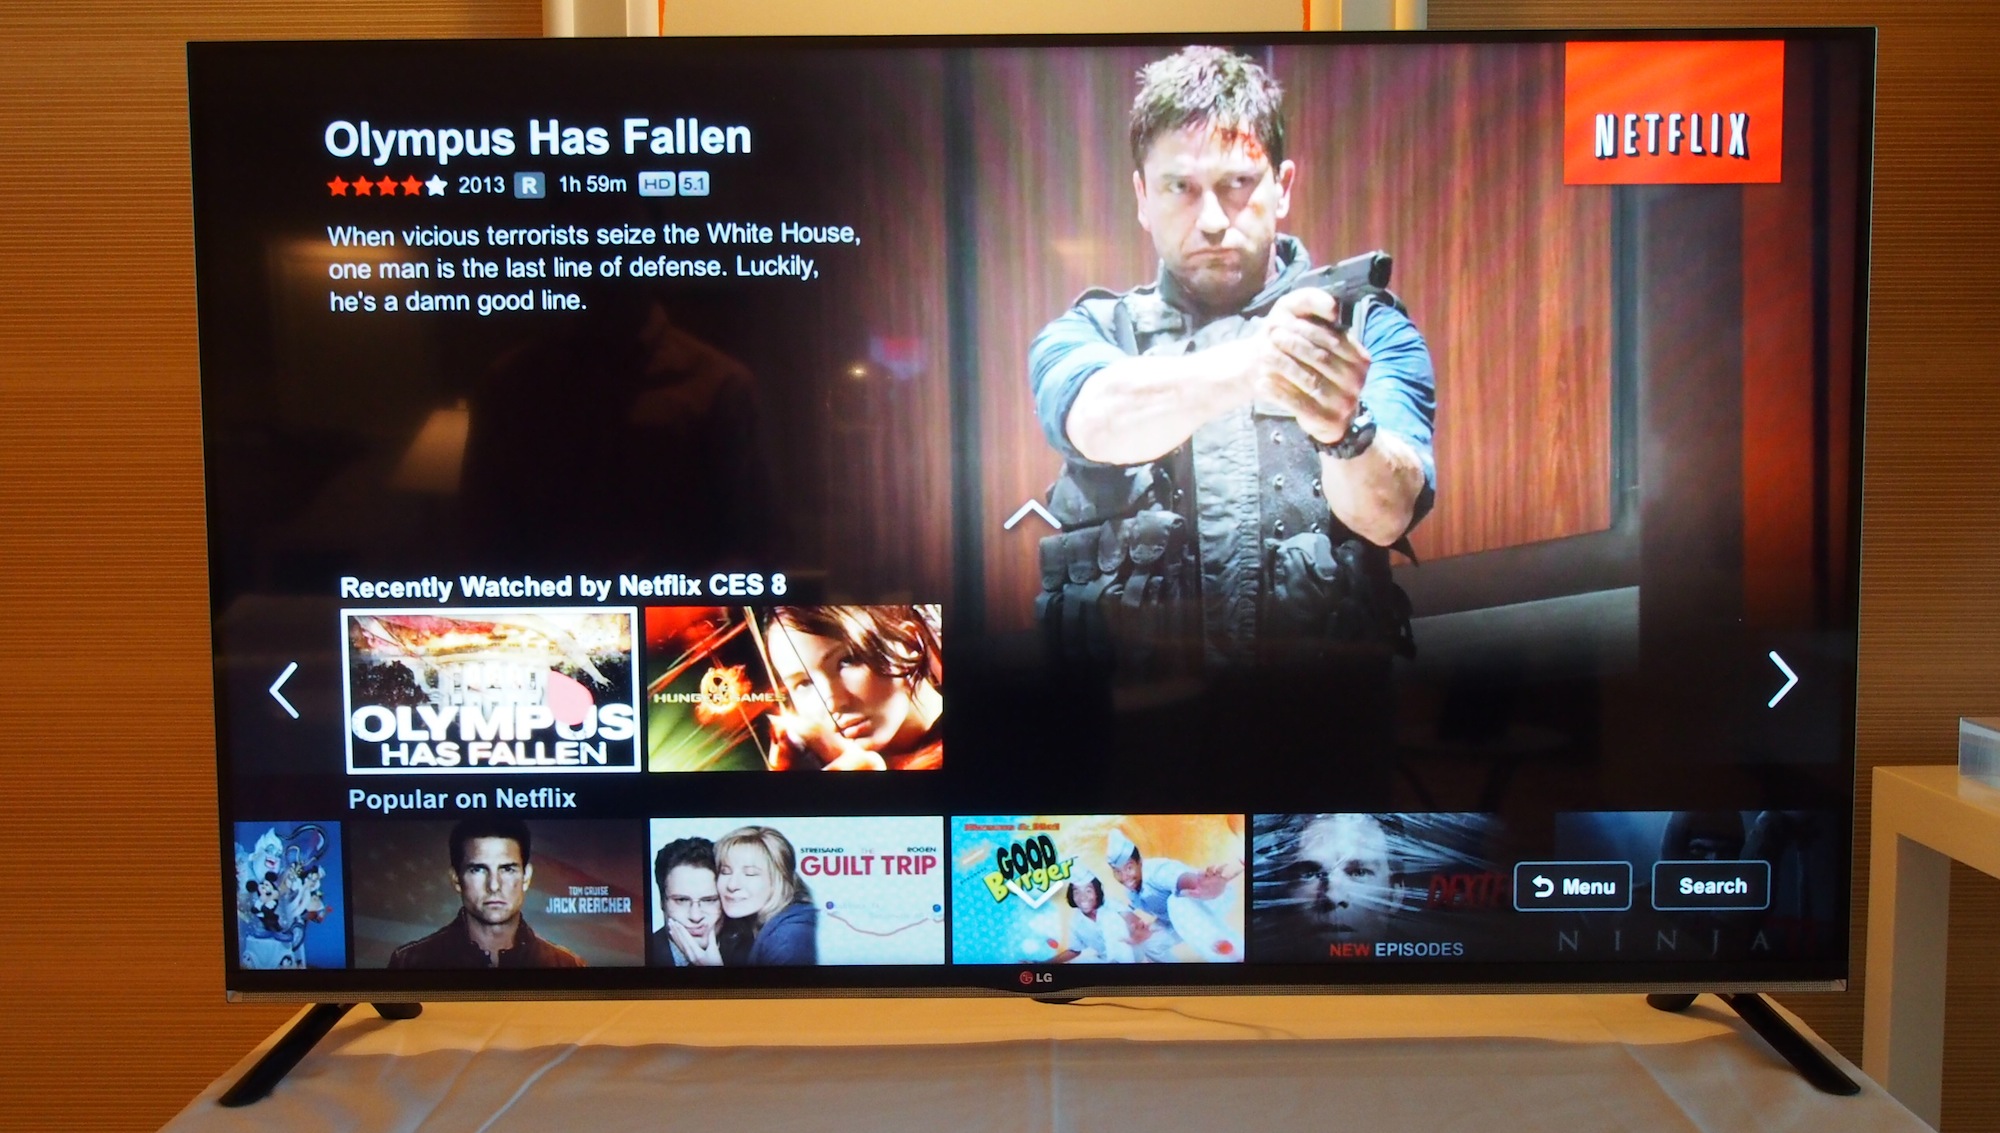 Olympus Has Fallen
2013 R 1h 59m HD 5.1
When vicious terrorists seize the White House,
one man is the last line of defense. Luckily,
he's a damn good line.
NETFLIX
Recently Watched by Netflix CES 8
OLYMPUS
HAS FALLEN
HUNGER GAMES
Popular on Netflix
TOM CRUISE
JACK REACHER
STREISAND THE ROGEN
GUILT TRIP
GOOD
Burger
DEXTE
NEW EPISODES
NINJA
Menu
Search
LG